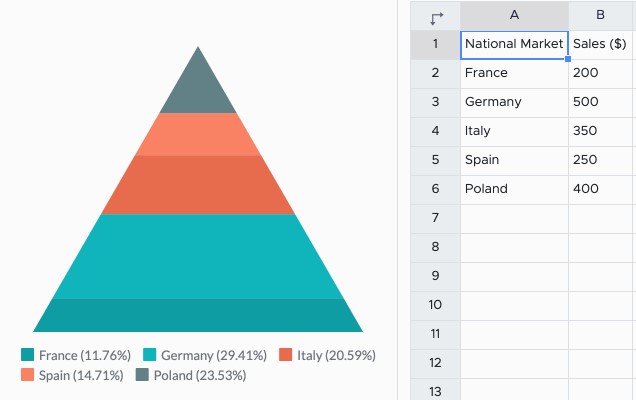 France (11.76%) Germany (29.41%) Italy (20.59%)
Spain (14.71%) Poland (23.53%)
A B
1 National Market Sales ($)
2 France 200
3 Germany 500
4 Italy 350
5 Spain 250
6 Poland 400
7
8
9
10
11
12
13